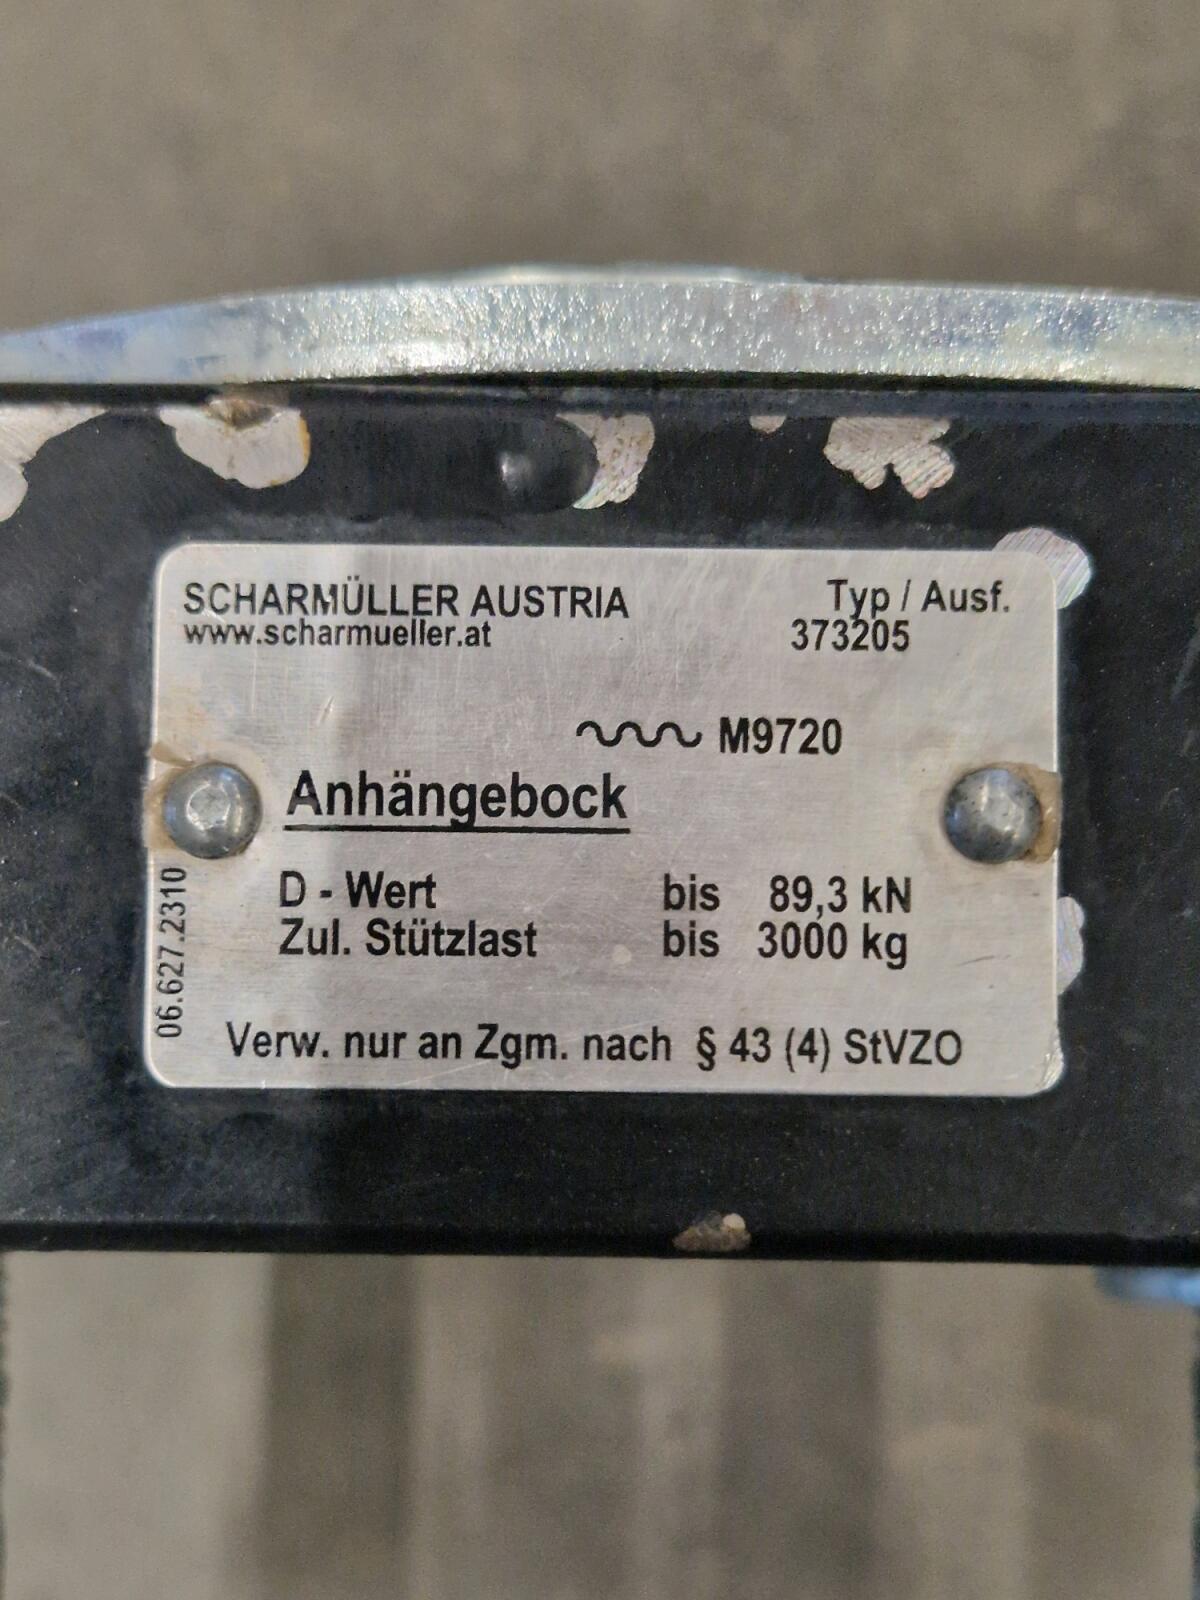 SCHARMÜLLER AUSTRIA
www.scharmueller.at
Typ / Ausf.
373205
M9720
Anhängebock
D - Wert bis 89,3 kN
Zul. Stützlast bis 3000 kg
06.627.2310
Verw. nur an Zgm. nach § 43 (4) StVZO